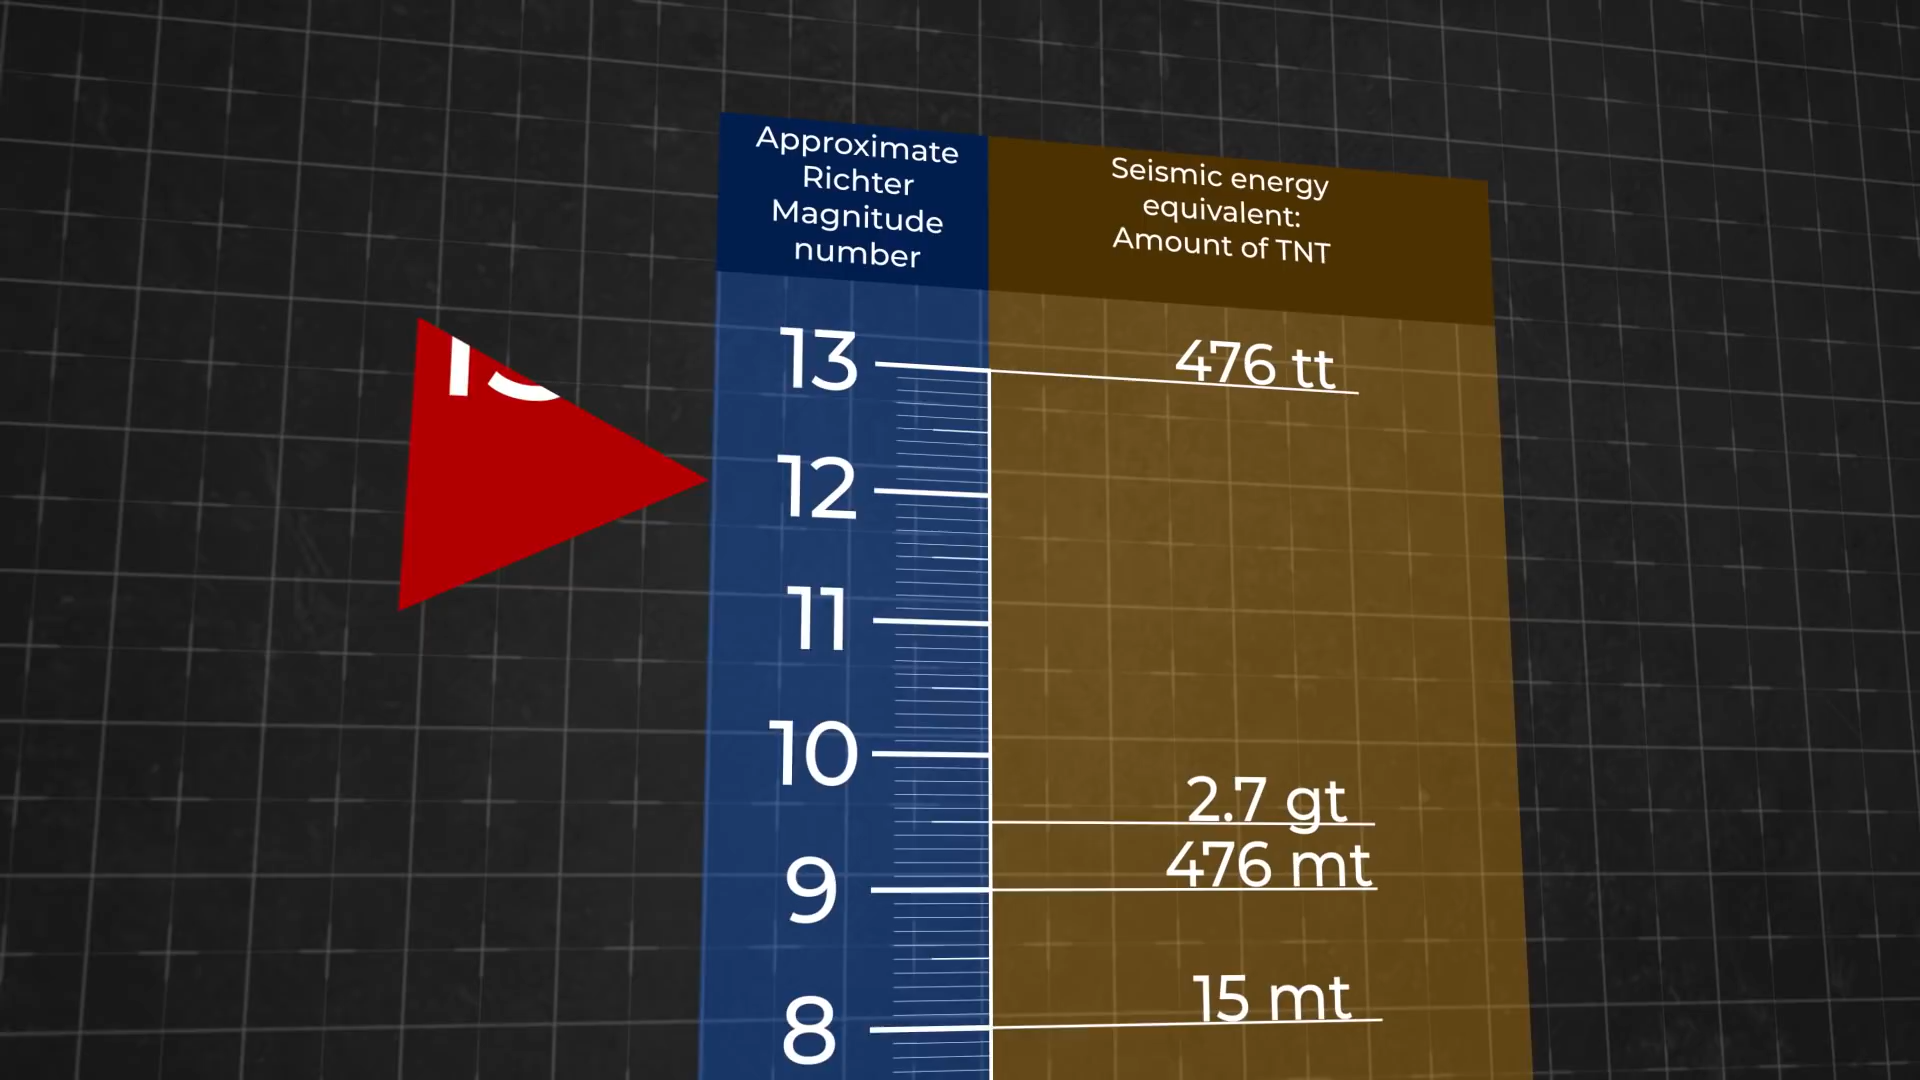 Approximate
Richter
Magnitude
number
Seismic energy
equivalent:
Amount of TNT
13
476 tt
12
11
10
2.7 gt
476 mt
9
15 mt
8